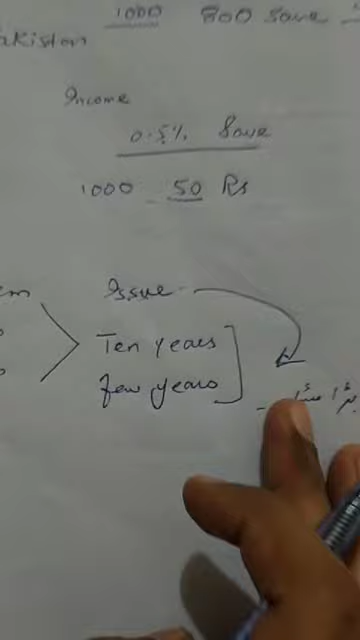 1000 800 Save
akistan
Income
0.5% Save
1000 50 Rs
Issue
Ten years
few years